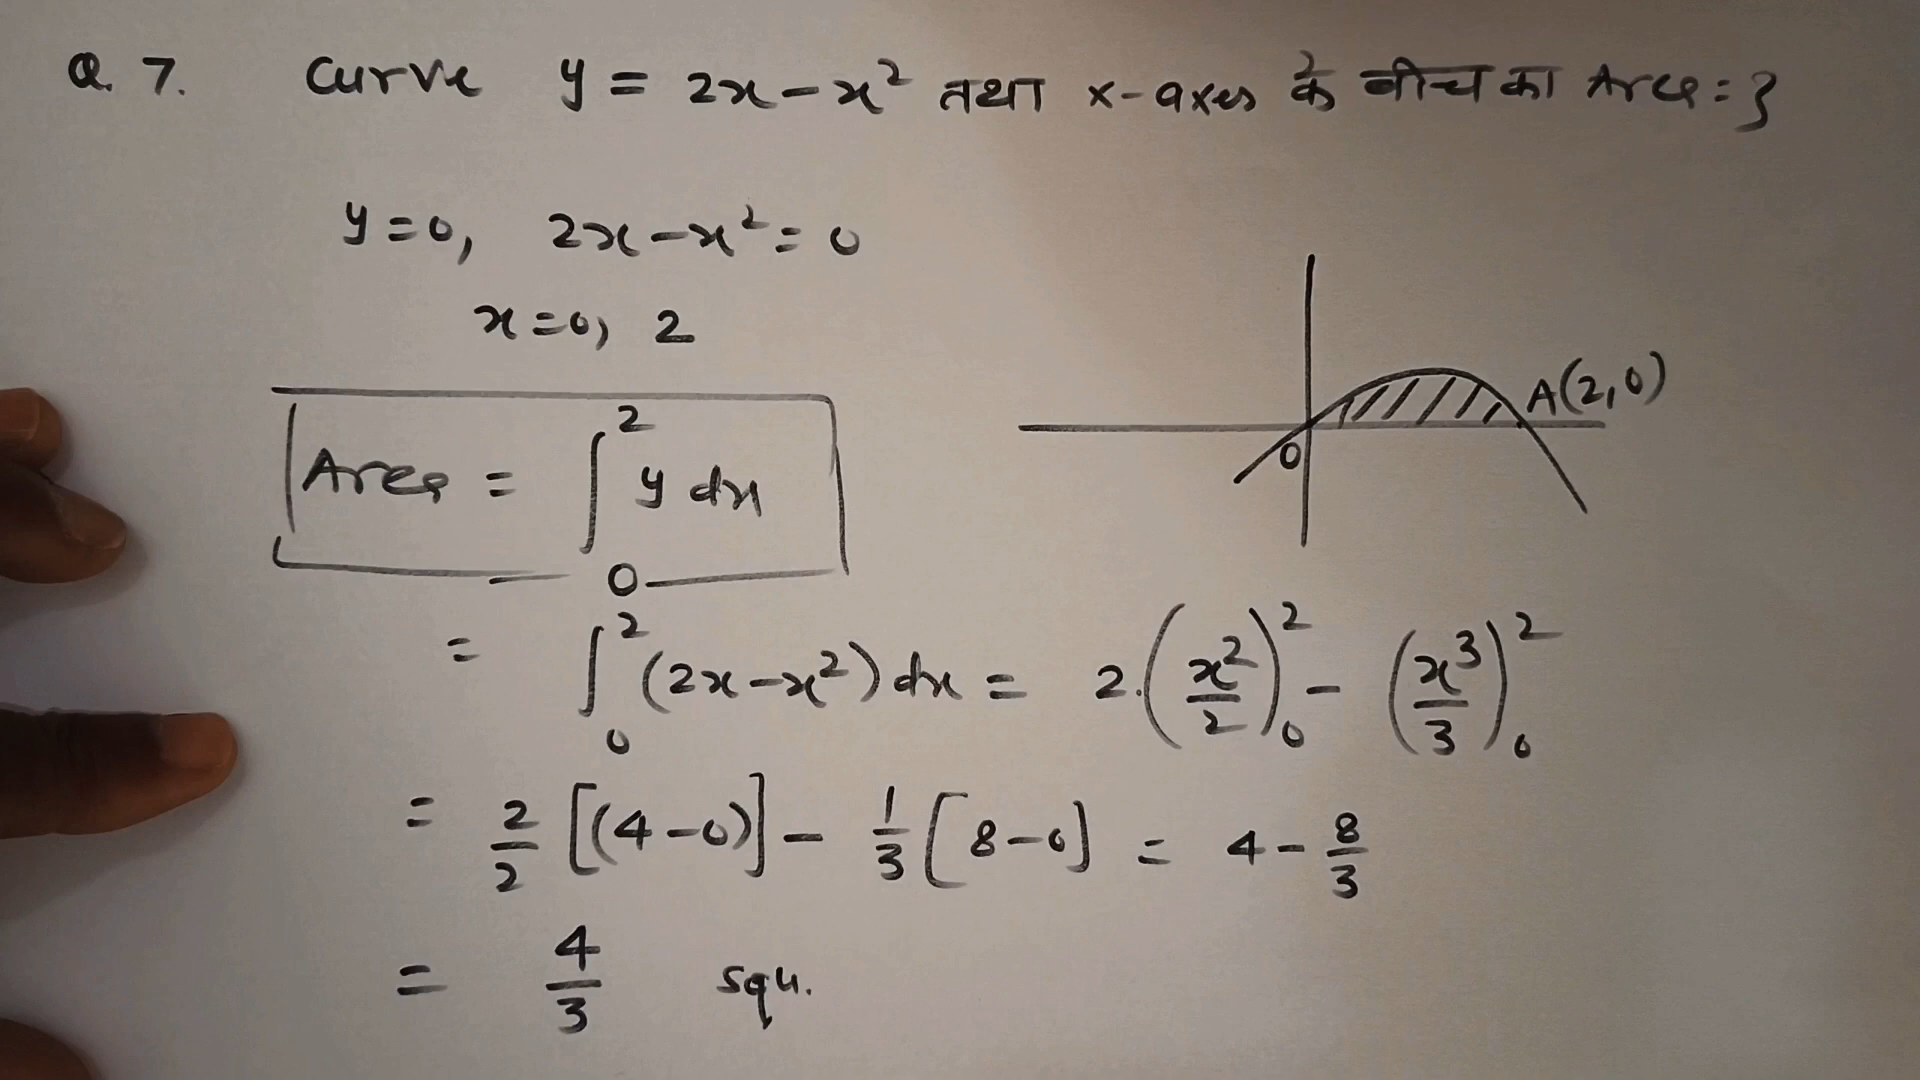 Q. 7. Curve y = 2x - x² तथा x-axes के बीच का Area = ?
y = 0, 2x - x² = 0
x = 0, 2
A(2,0)
O
Area = ∫₀² y dx
= ∫₀² (2x - x²) dx = 2.(x²/2)₀² - (x³/3)₀²
= 2/2 [(4-0)] - 1/3 [8-0] = 4 - 8/3
= 4/3 squ.